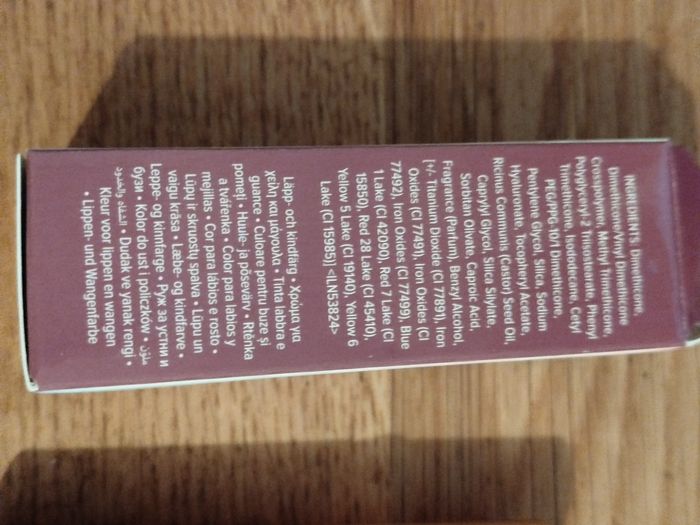 INGREDIENTS: Dimethicone,
Dimethicone/Vinyl Dimethicone
Crosspolymer, Methyl Trimethicone,
Polyglyceryl-2 Triisostearate, Phenyl
Trimethicone, Isododecane, Cetyl
PEG/PPG-10/1 Dimethicone,
Pentylene Glycol, Silica, Sodium
Hyaluronate, Tocopheryl Acetate,
Ricinus Communis (Castor) Seed Oil,
Caprylyl Glycol, Silica Silylate,
Sorbitan Olivate, Caproic Acid,
Fragrance (Parfum), Benzyl Alcohol,
[+/- Titanium Dioxide (CI 77891), Iron
Oxides (CI 77491), Iron Oxides (CI
77492), Iron Oxides (CI 77499), Blue
1 Lake (CI 42090), Red 7 Lake (CI
15850), Red 28 Lake (CI 45410),
Yellow 5 Lake (CI 19140), Yellow 6
Lake (CI 15985)] <ILN53824>
Läpp- och kindfärg • Χρώμα για
χείλη και μάγουλα • Tinta labbra e
guance • Culoare pentru buze și
pomeți • Huule- ja põsevärv • Rtěnka
a tvářenka • Color para labios y
mejillas • Cor para lábios e rosto •
Lūpų ir skruostų spalva • Lūpu un
vaigu krāsa • Læbe- og kindfarve •
Leppe- og kinnfarge • Руж за устни и
бузи • Kolor do ust i policzków • ملوّن
للشفاه والخدود • Dudak ve yanak rengi •
Kleur voor lippen en wangen
• Lippen- und Wangenfarbe